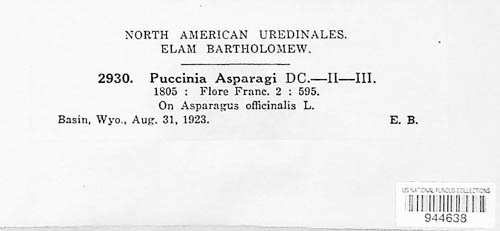 NORTH AMERICAN UREDINALES.
ELAM BARTHOLOMEW.
2930. Puccinia Asparagi DC.—II—III.
1805 : Flore Franc. 2 : 595.
On Asparagus officinalis L.
Basin, Wyo., Aug. 31, 1923. E. B.
US NATIONAL FUNGUS COLLECTIONS
944638